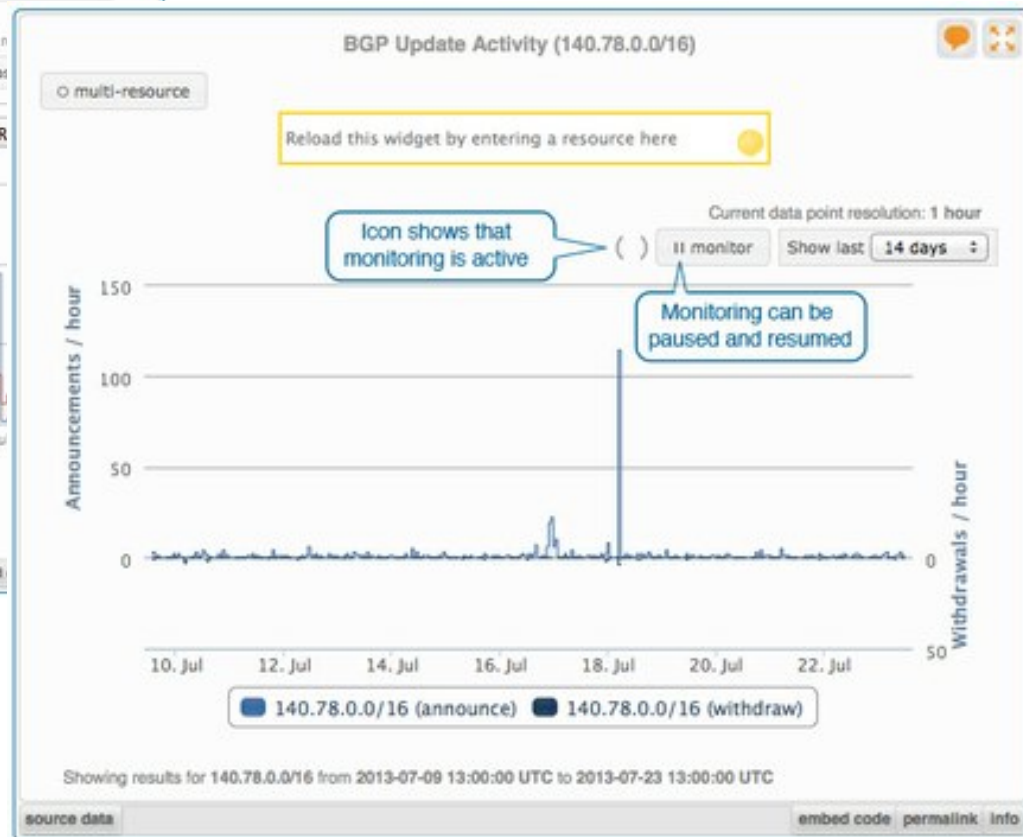 BGP Update Activity (140.78.0.0/16)
multi-resource
Reload this widget by entering a resource here
Current data point resolution: 1 hour
Icon shows that
monitoring is active
monitor
Show last
14 days
Monitoring can be
paused and resumed
Announcements / hour
150
100
50
0
0
50
Withdrawals / hour
10. Jul
12. Jul
14. Jul
16. Jul
18. Jul
20. Jul
22. Jul
140.78.0.0/16 (announce)
140.78.0.0/16 (withdraw)
Showing results for 140.78.0.0/16 from 2013-07-09 13:00:00 UTC to 2013-07-23 13:00:00 UTC
source data
embed code
permalink
info